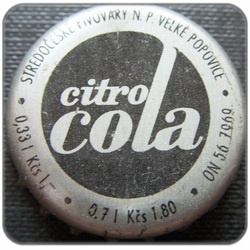 STŘEDOČESKÉ PIVOVARY N. P. VELKÉ POPOVICE
citro
cola
• 0,33 l Kčs 1,— • 0,7 l Kčs 1.80 • ON 56 7969 •